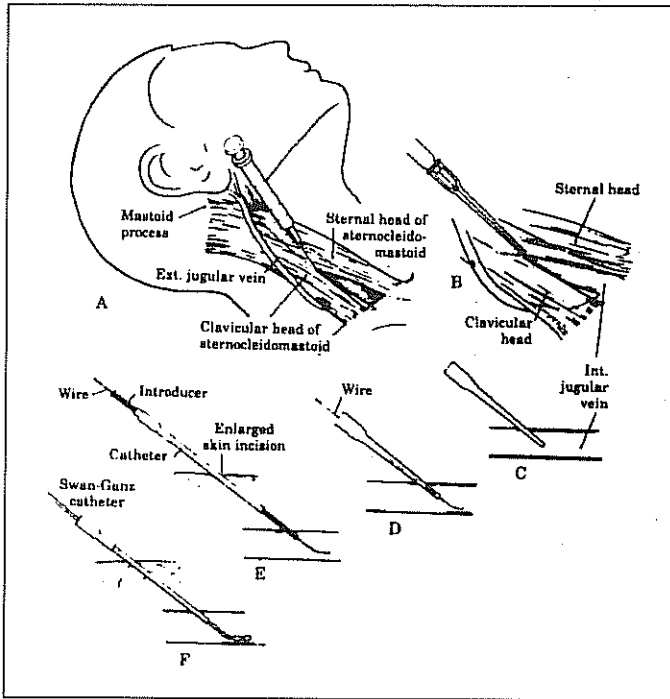 Mastoid
process
Ext. jugular vein
A
Sternal head of
sternocleido-
mastoid
Clavicular head of
sternocleidomastoid
Sternal head
B
Clavicular
head
Int.
jugular
vein
Wire
Introducer
Catheter
Enlarged
skin incision
Wire
C
D
Swan-Ganz
catheter
E
F